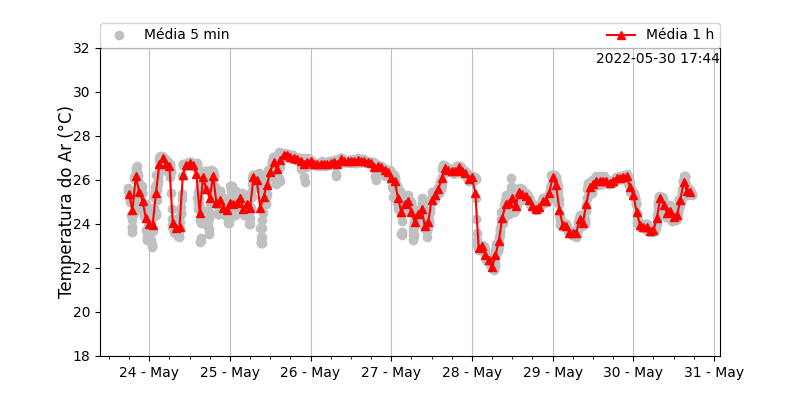 Média 5 min
Média 1 h
2022-05-30 17:44
Temperatura do Ar (°C)
32
30
28
26
24
22
20
18
24 - May
25 - May
26 - May
27 - May
28 - May
29 - May
30 - May
31 - May